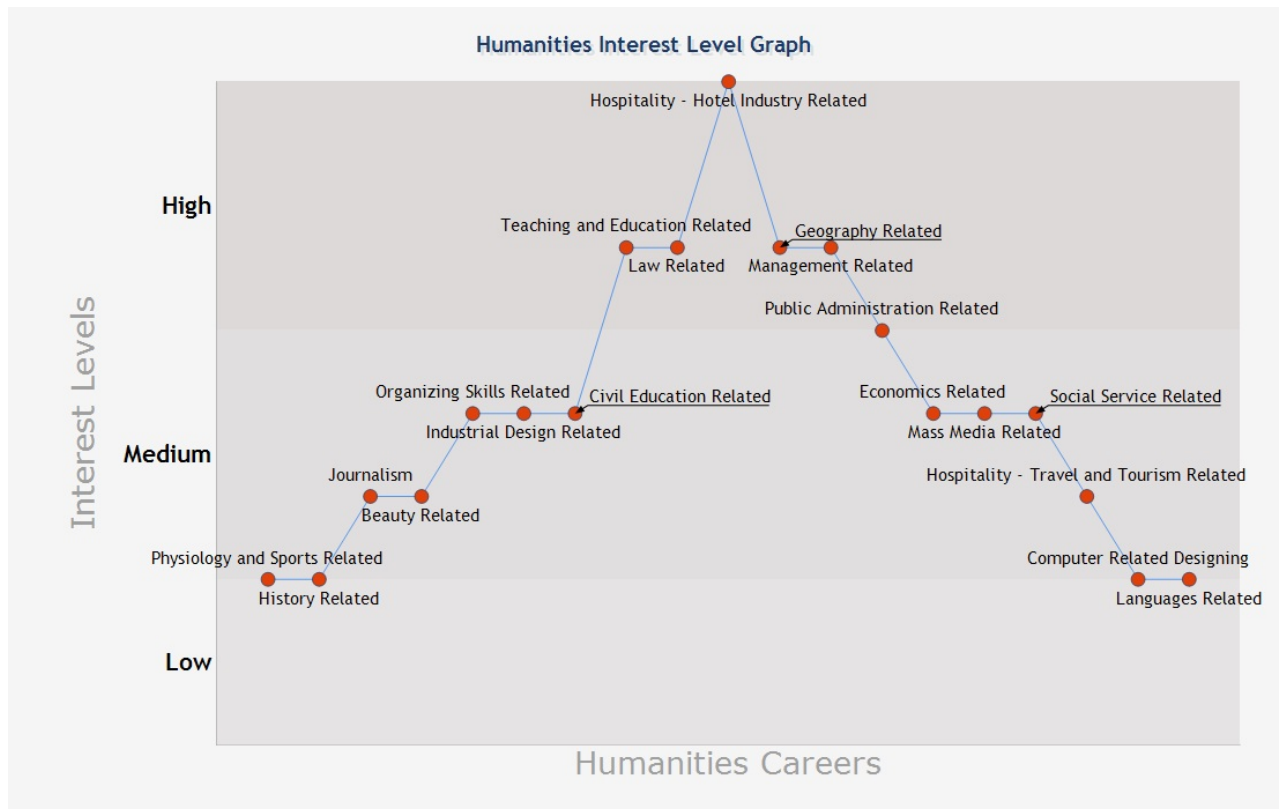 Humanities Interest Level Graph
Hospitality - Hotel Industry Related
High
Teaching and Education Related
Geography Related
Law Related
Management Related
Public Administration Related
Interest Levels
Organizing Skills Related
Civil Education Related
Economics Related
Social Service Related
Industrial Design Related
Mass Media Related
Medium
Journalism
Hospitality - Travel and Tourism Related
Beauty Related
Physiology and Sports Related
Computer Related Designing
History Related
Languages Related
Low
Humanities Careers